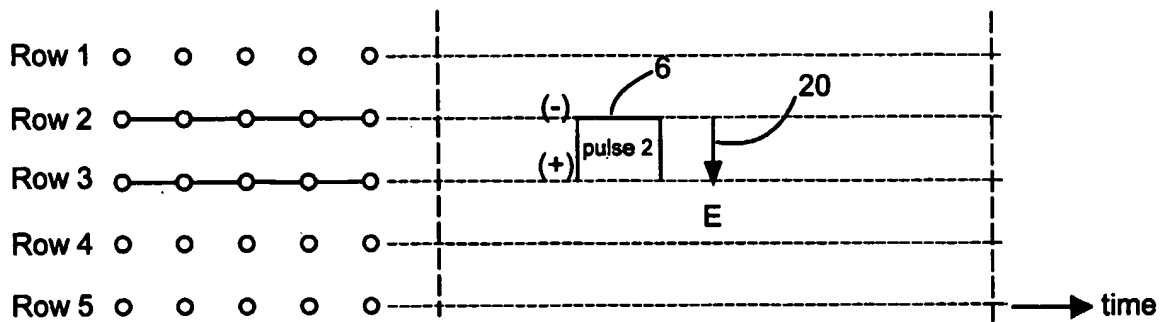 Row 1
6
20
Row 2
(-)
pulse 2
(+)
Row 3
E
Row 4
Row 5
time